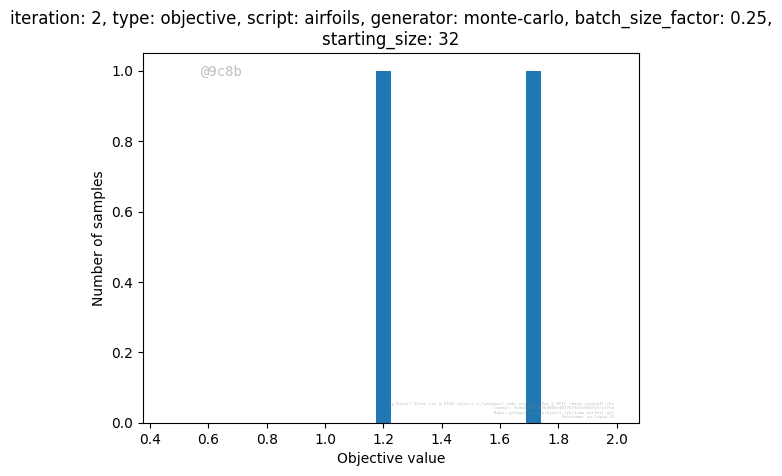 iteration: 2, type: objective, script: airfoils, generator: monte-carlo, batch_size_factor: 0.25,
starting_size: 32
@9c8b
1.0
0.8
0.6
0.4
0.2
0.0
Number of samples
0.4 0.6 0.8 1.0 1.2 1.4 1.6 1.8 2.0
Objective value